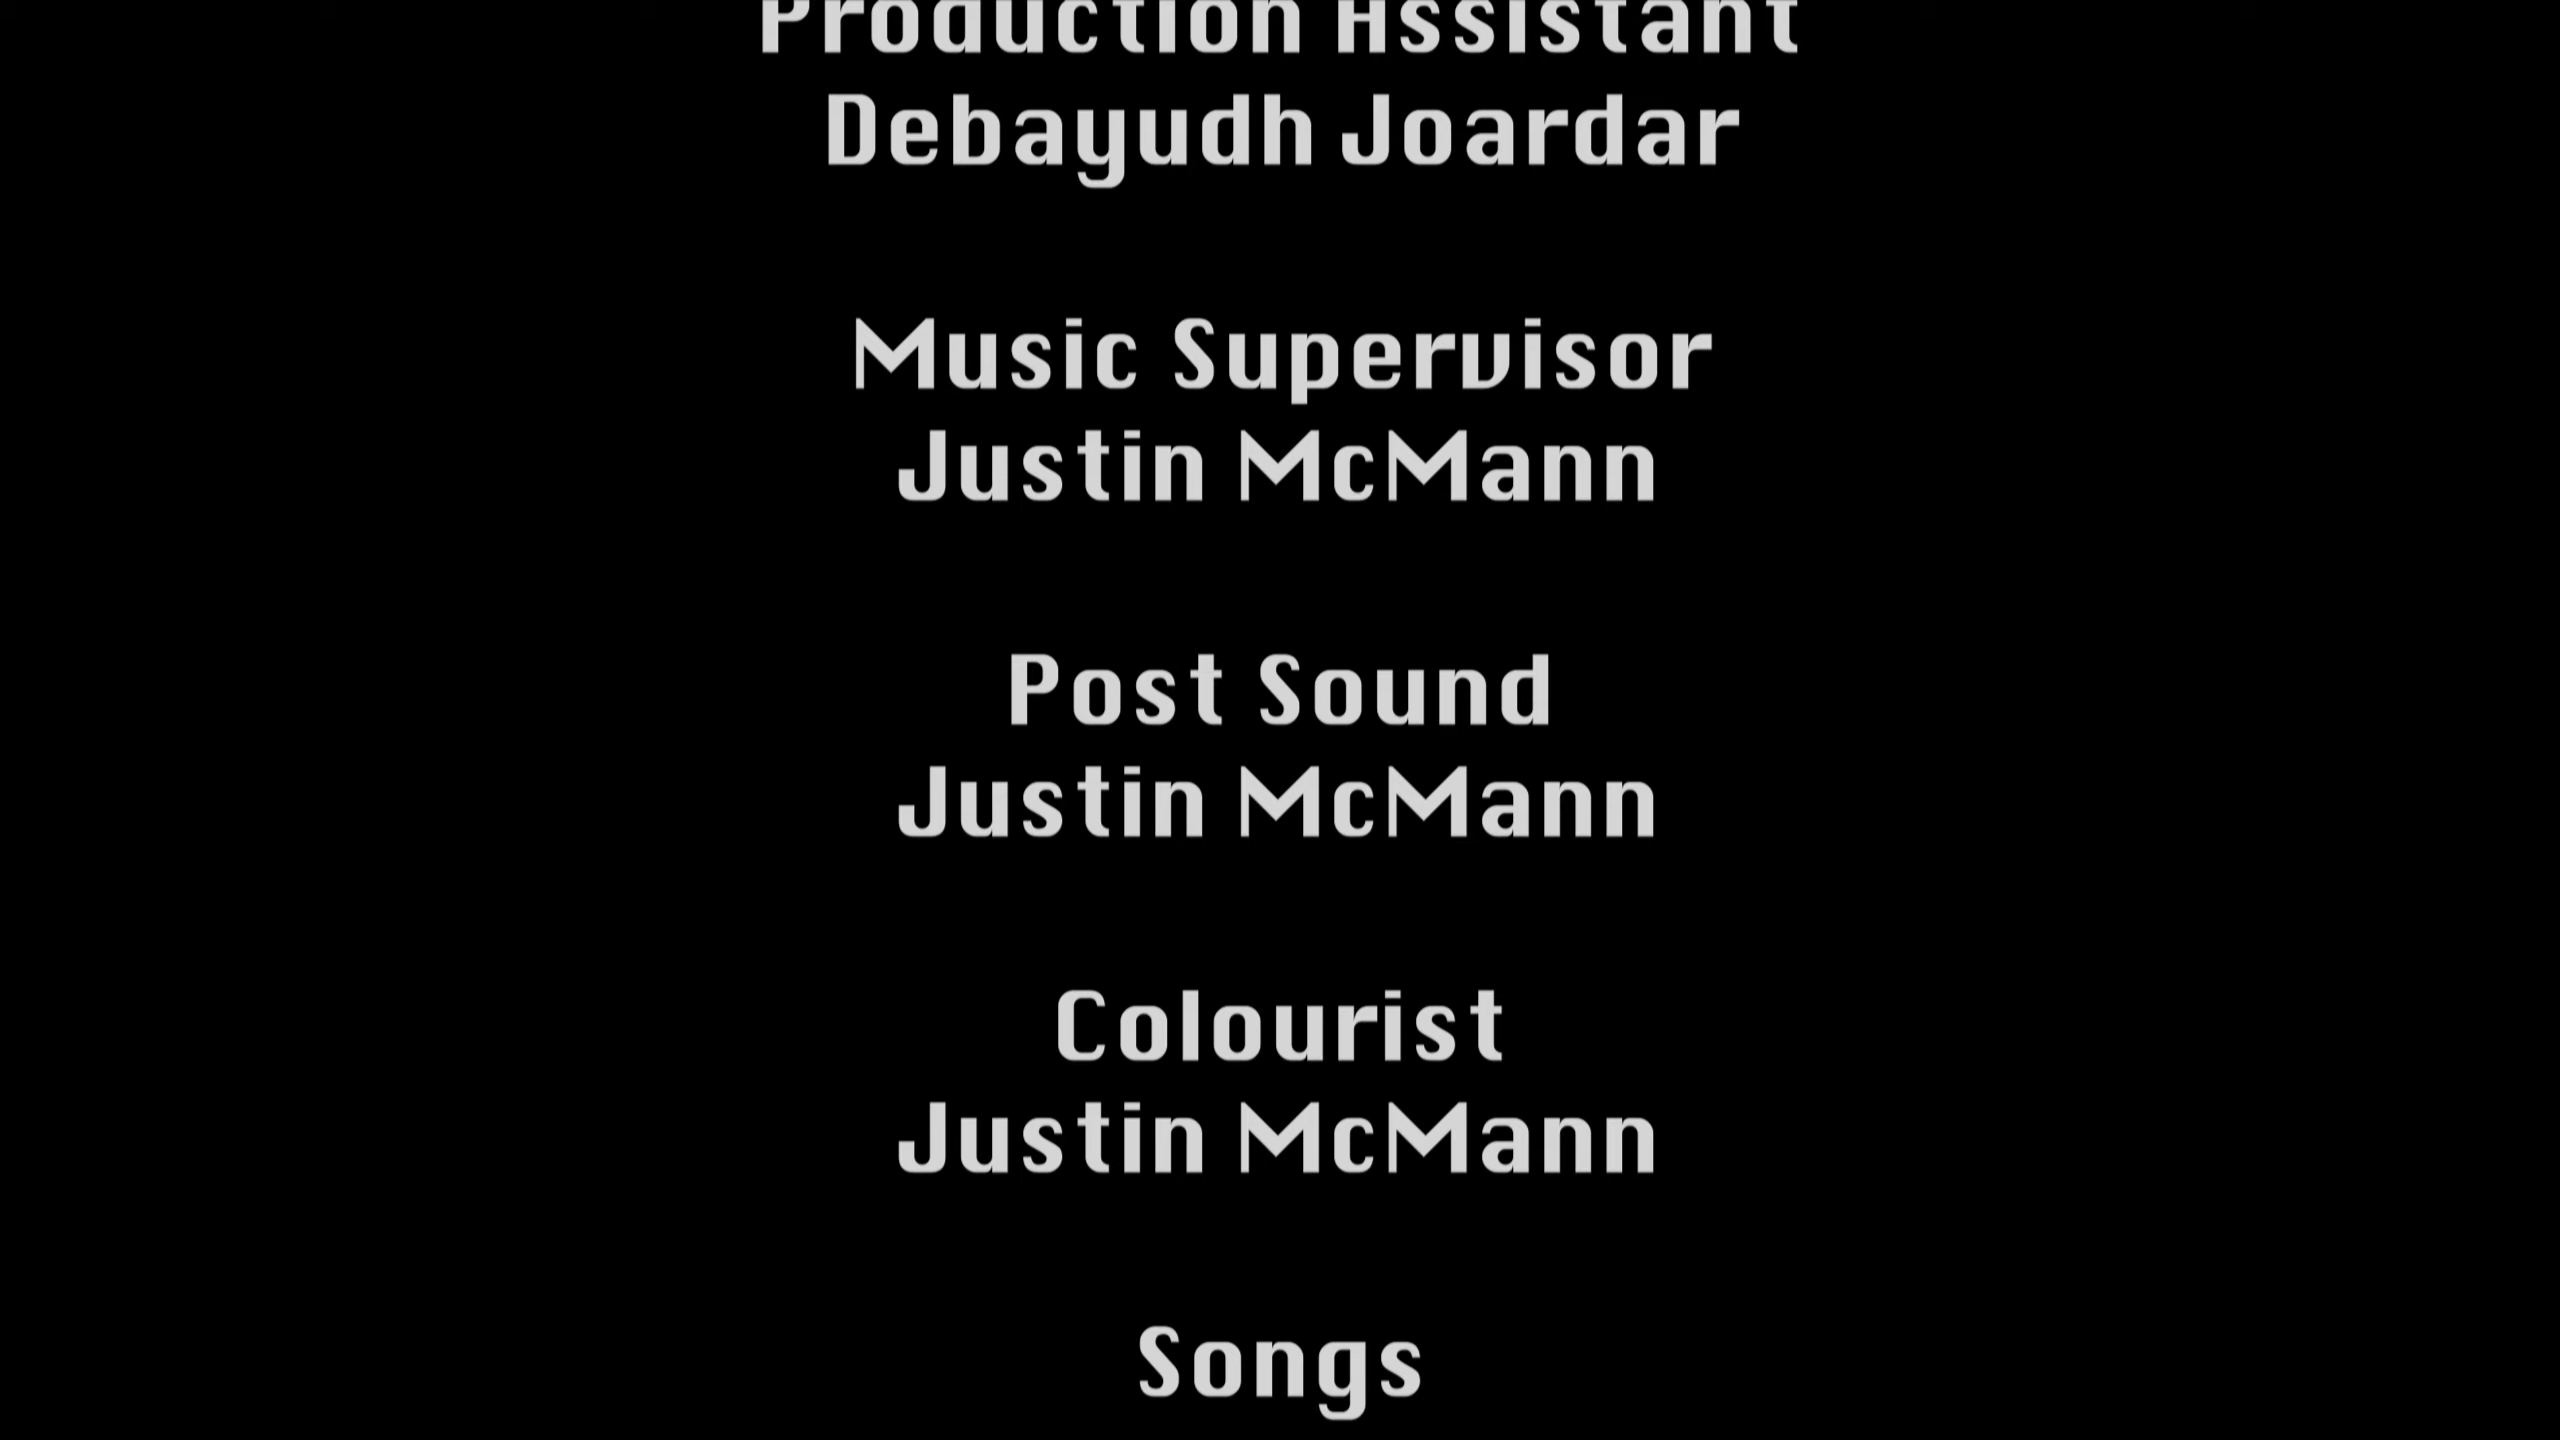 Production Assistant
Debayudh Joardar
Music Supervisor
Justin McMann
Post Sound
Justin McMann
Colourist
Justin McMann
Songs